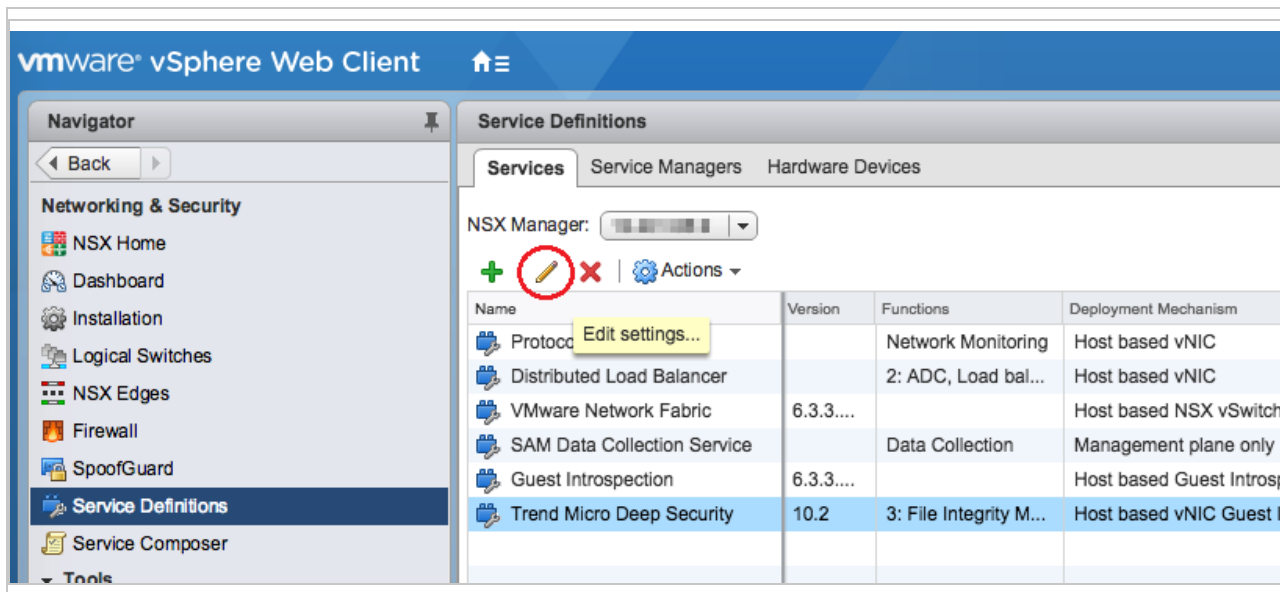 vmware® vSphere Web Client
Navigator
Back
Networking & Security
NSX Home
Dashboard
Installation
Logical Switches
NSX Edges
Firewall
SpoofGuard
Service Definitions
Service Composer
Tools
Service Definitions
Services Service Managers Hardware Devices
NSX Manager:
Actions
Edit settings...
Name Version Functions Deployment Mechanism
Protoco Network Monitoring Host based vNIC
Distributed Load Balancer 2: ADC, Load bal... Host based vNIC
VMware Network Fabric 6.3.3.... Host based NSX vSwitch
SAM Data Collection Service Data Collection Management plane only
Guest Introspection 6.3.3.... Host based Guest Introsp
Trend Micro Deep Security 10.2 3: File Integrity M... Host based vNIC Guest